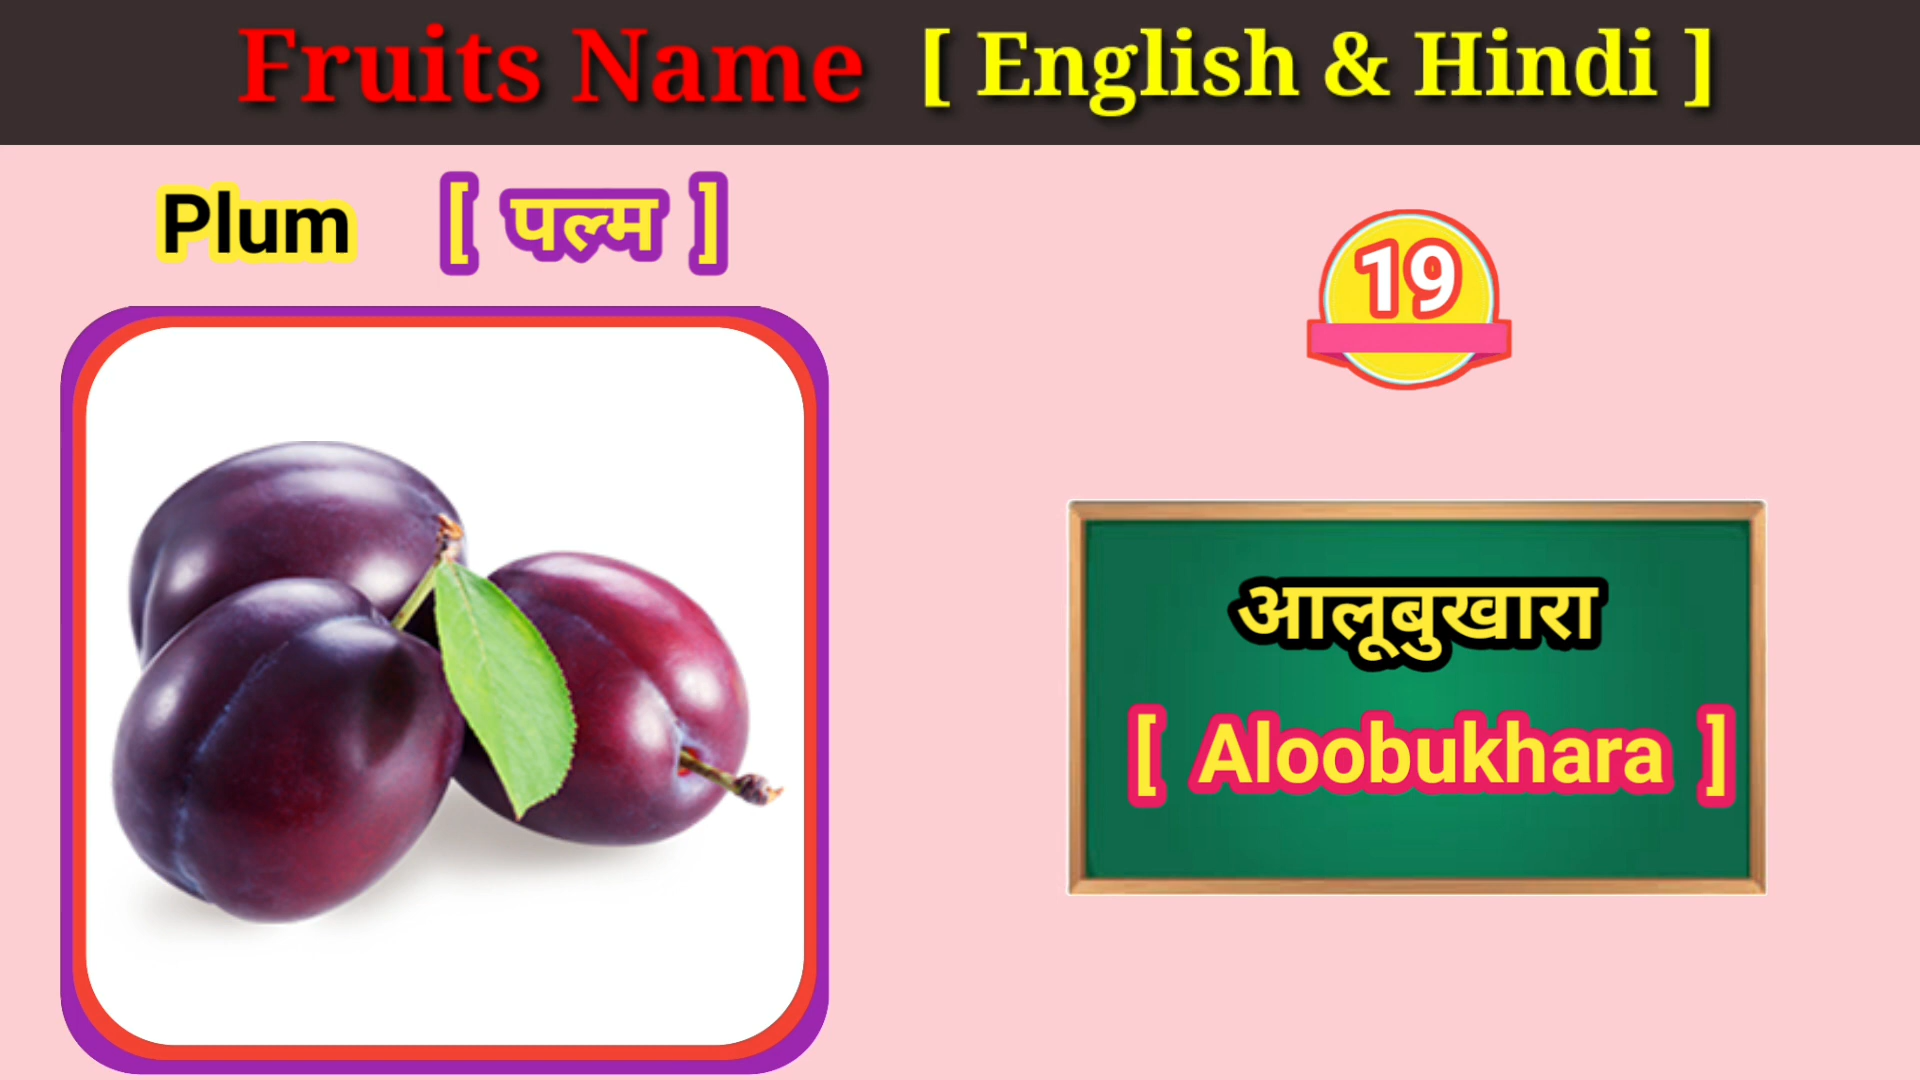 Fruits Name [ English & Hindi ]
Plum [ पल्म ]
19
आलूबुखारा
[ Aloobukhara ]